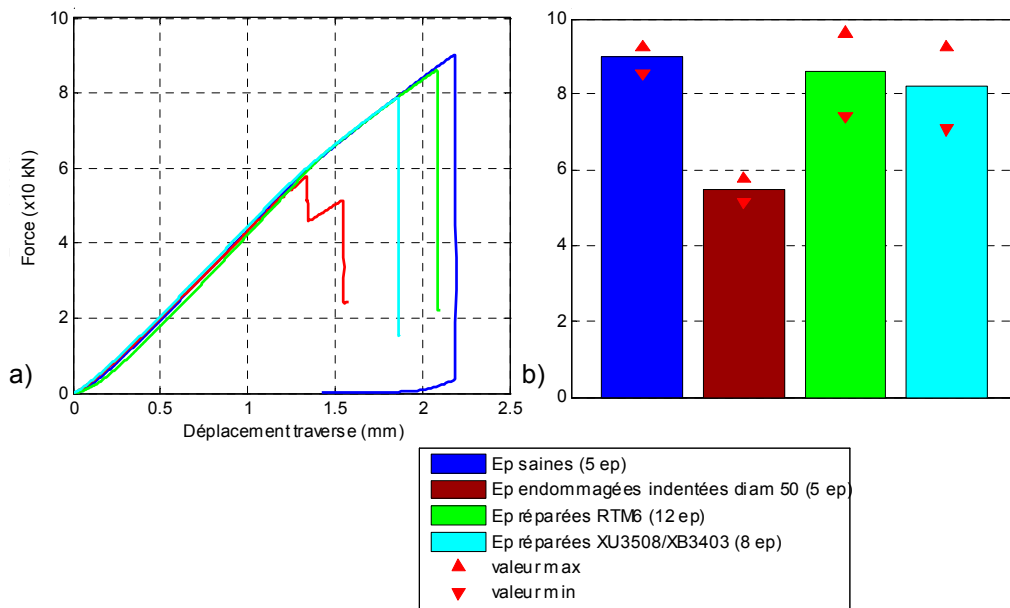 10
8
6
4
2
0
Force (x10 kN)
a)
0
0.5
1
1.5
2
2.5
Déplacement traverse (mm)
10
8
6
4
2
0
b)
Ep saines (5 ep)
Ep endommagées indentées diam 50 (5 ep)
Ep réparées RTM6 (12 ep)
Ep réparées XU3508/XB3403 (8 ep)
valeur max
valeur min